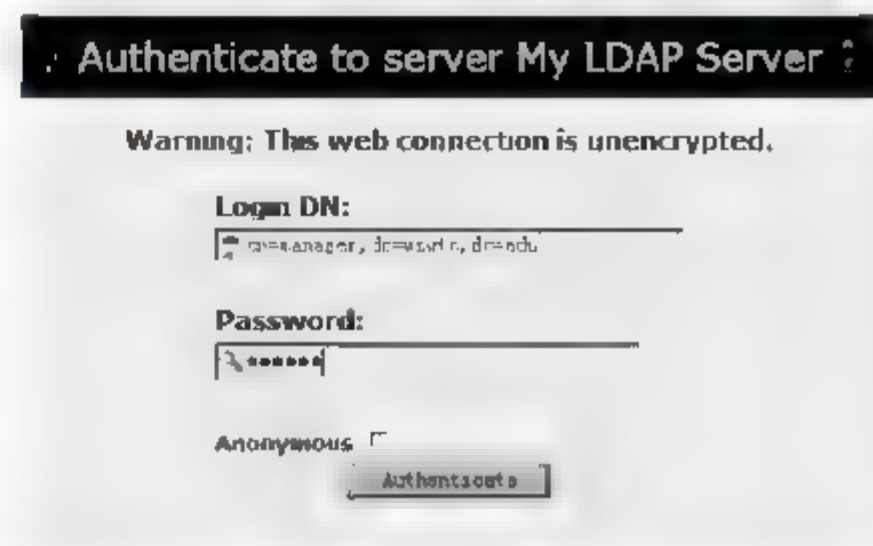 Authenticate to server My LDAP Server
Warning: This web connection is unencrypted.
Login DN:
Password:
Anonymous
Authenticate